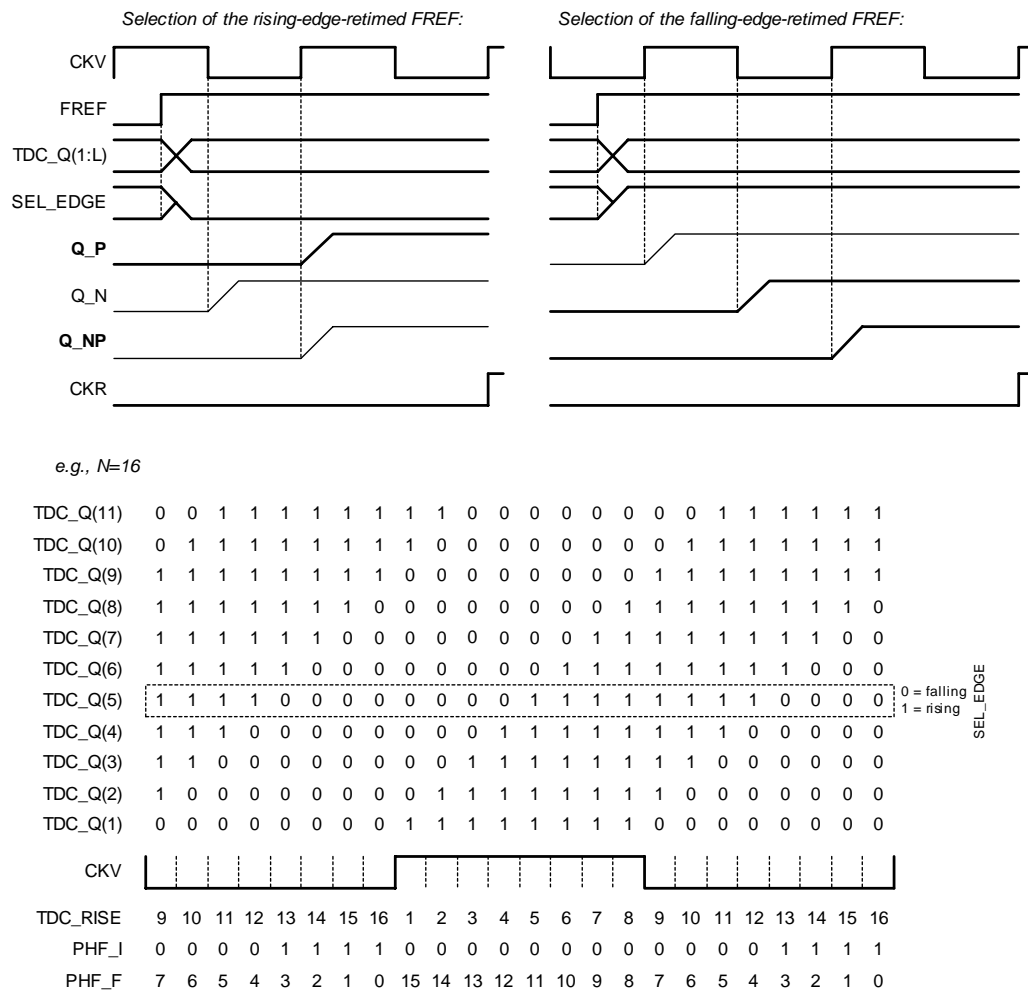 Selection of the rising-edge-retimed FREF:
Selection of the falling-edge-retimed FREF:
CKV
FREF
TDC_Q(1:L)
SEL_EDGE
Q_P
Q_N
Q_NP
CKR
e.g., N=16
TDC_Q(11) 0 0 1 1 1 1 1 1 1 1 0 0 0 0 0 0 0 0 1 1 1 1 1 1
TDC_Q(10) 0 1 1 1 1 1 1 1 1 0 0 0 0 0 0 0 0 1 1 1 1 1 1 1
TDC_Q(9) 1 1 1 1 1 1 1 1 0 0 0 0 0 0 0 0 1 1 1 1 1 1 1 1
TDC_Q(8) 1 1 1 1 1 1 1 0 0 0 0 0 0 0 0 1 1 1 1 1 1 1 1 0
TDC_Q(7) 1 1 1 1 1 1 0 0 0 0 0 0 0 0 1 1 1 1 1 1 1 1 0 0
TDC_Q(6) 1 1 1 1 1 0 0 0 0 0 0 0 0 1 1 1 1 1 1 1 1 0 0 0
TDC_Q(5) 1 1 1 1 0 0 0 0 0 0 0 0 1 1 1 1 1 1 1 1 0 0 0 0
0 = falling
1 = rising
SEL_EDGE
TDC_Q(4) 1 1 1 0 0 0 0 0 0 0 0 1 1 1 1 1 1 1 1 0 0 0 0 0
TDC_Q(3) 1 1 0 0 0 0 0 0 0 0 1 1 1 1 1 1 1 1 0 0 0 0 0 0
TDC_Q(2) 1 0 0 0 0 0 0 0 0 1 1 1 1 1 1 1 1 0 0 0 0 0 0 0
TDC_Q(1) 0 0 0 0 0 0 0 0 1 1 1 1 1 1 1 1 0 0 0 0 0 0 0 0
CKV
TDC_RISE 9 10 11 12 13 14 15 16 1 2 3 4 5 6 7 8 9 10 11 12 13 14 15 16
PHF_I 0 0 0 0 1 1 1 1 0 0 0 0 0 0 0 0 0 0 0 0 1 1 1 1
PHF_F 7 6 5 4 3 2 1 0 15 14 13 12 11 10 9 8 7 6 5 4 3 2 1 0